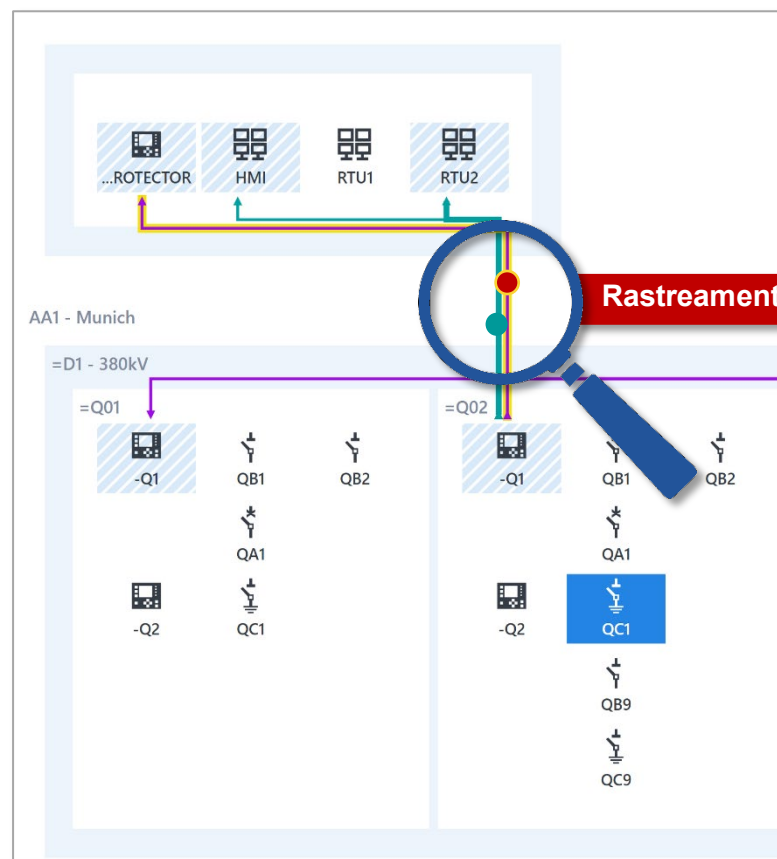 ...ROTECTOR HMI RTU1 RTU2
Rastreament
AA1 - Munich
=D1 - 380kV
=Q01 =Q02
-Q1 QB1 QB2 -Q1 QB1 QB2
QA1 QA1
-Q2 QC1 -Q2 QC1
QB9
QC9